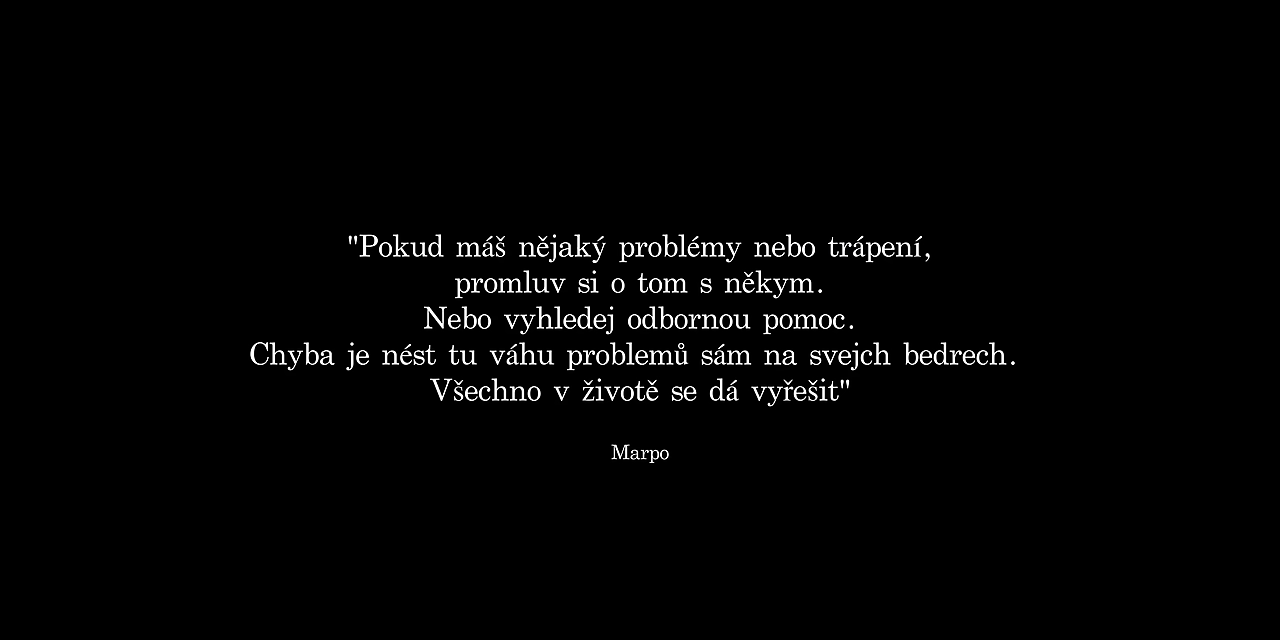 "Pokud máš nějaký problémy nebo trápení,
promluv si o tom s někym.
Nebo vyhledej odbornou pomoc.
Chyba je nést tu váhu problemů sám na svejch bedrech.
Všechno v životě se dá vyřešit"
Marpo